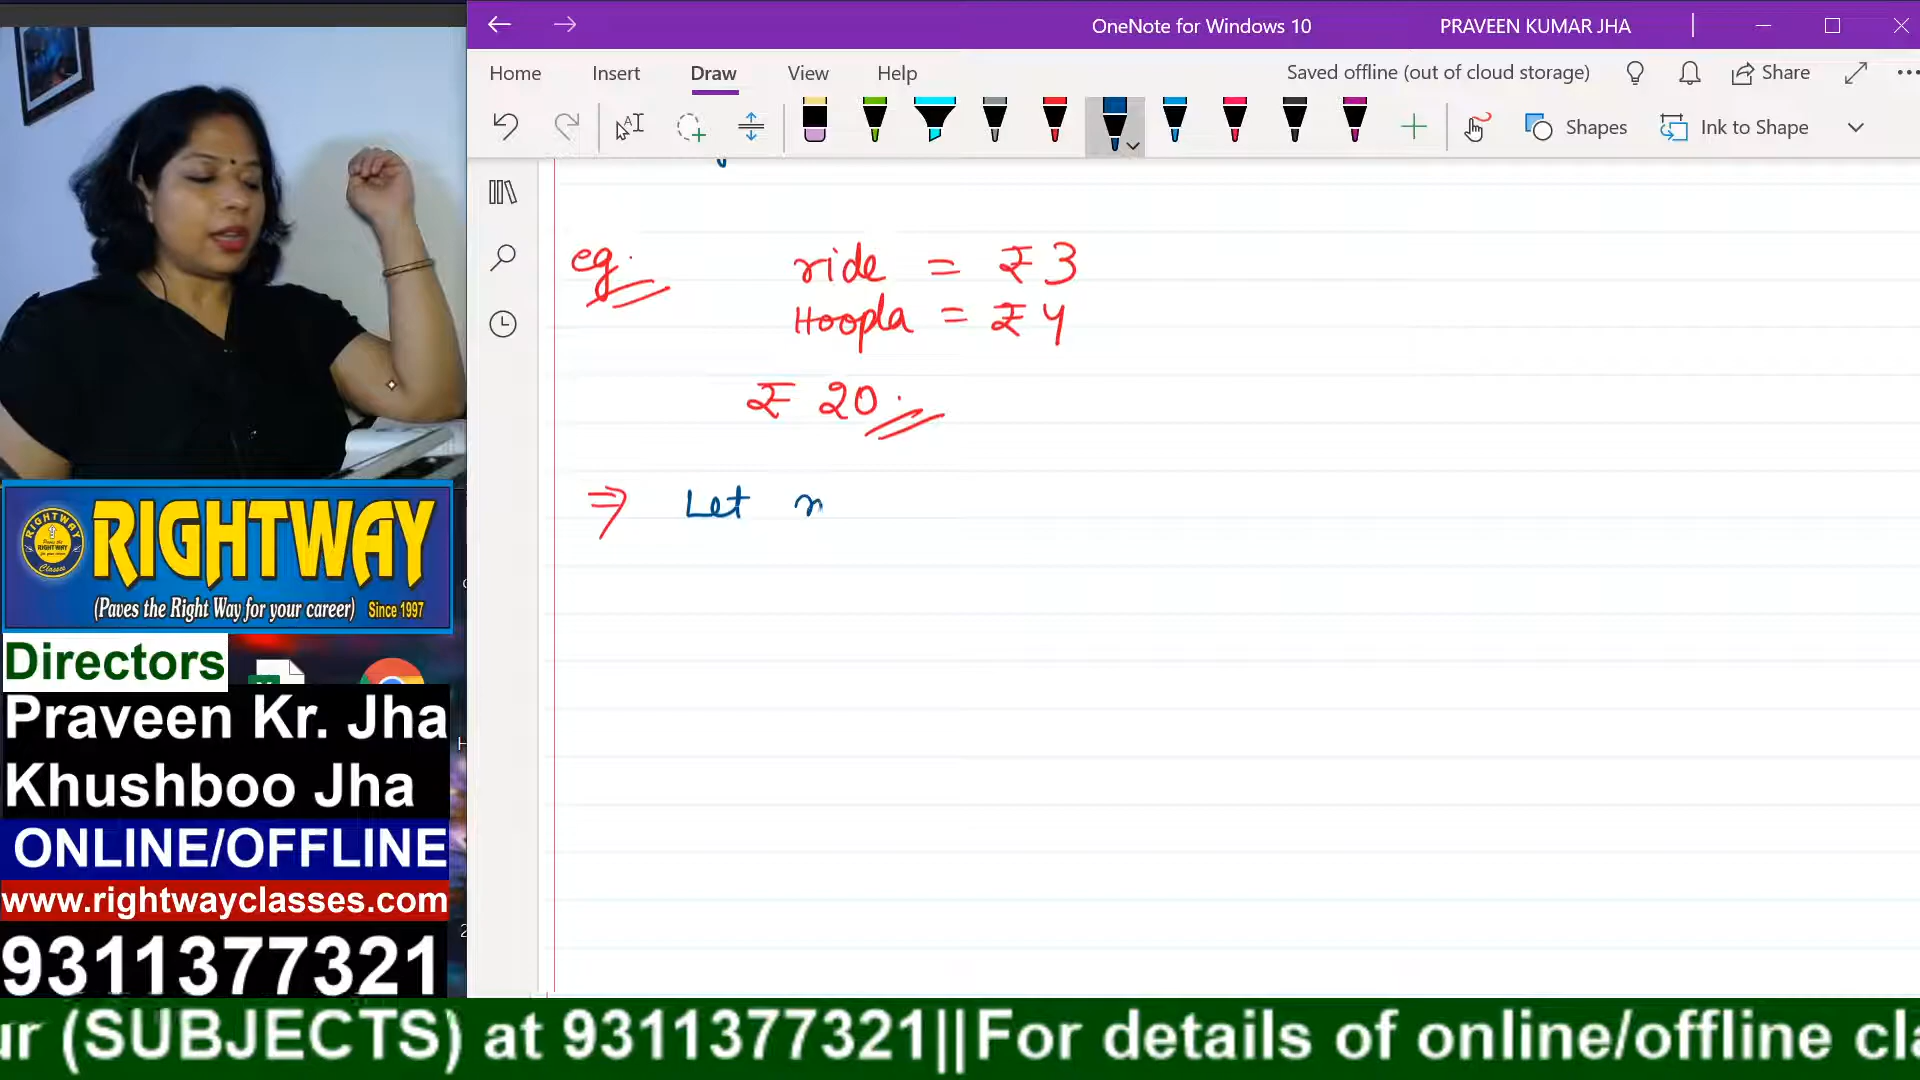 OneNote for Windows 10
PRAVEEN KUMAR JHA
Home Insert Draw View Help
Saved offline (out of cloud storage)
Share
Shapes
Ink to Shape
eg.
ride = ₹ 3
Hoopla = ₹ 4
₹ 20.
⇒ Let
RIGHTWAY
(Paves the Right Way for your career) Since 1997
Directors
Praveen Kr. Jha
Khushboo Jha
ONLINE/OFFLINE
www.rightwayclasses.com
9311377321
ur (SUBJECTS) at 9311377321||For details of online/offline cla